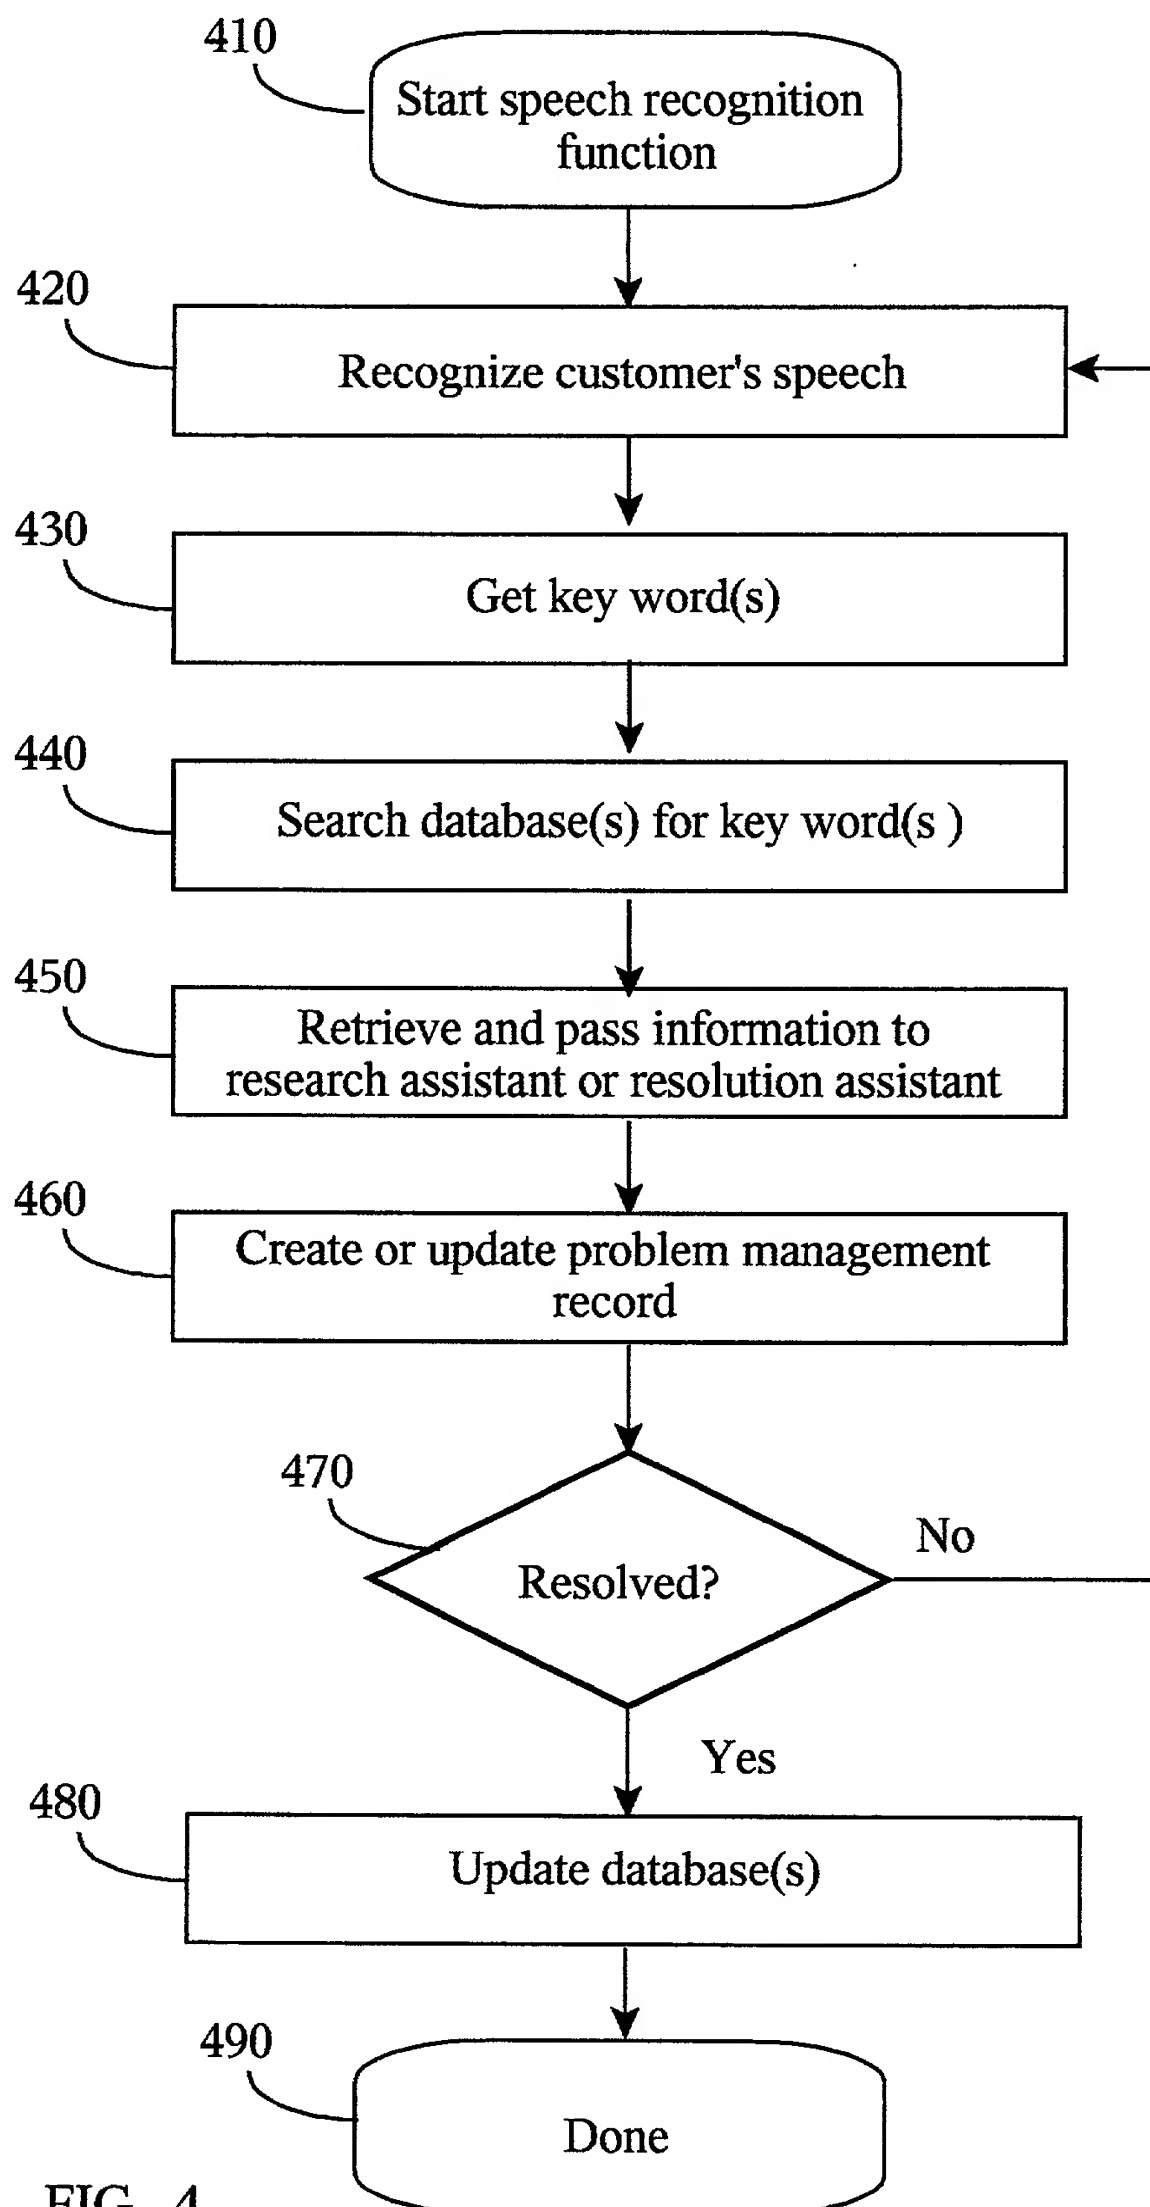 410
Start speech recognition
function
420
Recognize customer's speech
430
Get key word(s)
440
Search database(s) for key word(s )
450
Retrieve and pass information to
research assistant or resolution assistant
460
Create or update problem management
record
470
Resolved?
No
Yes
480
Update database(s)
490
Done
FIG. 4